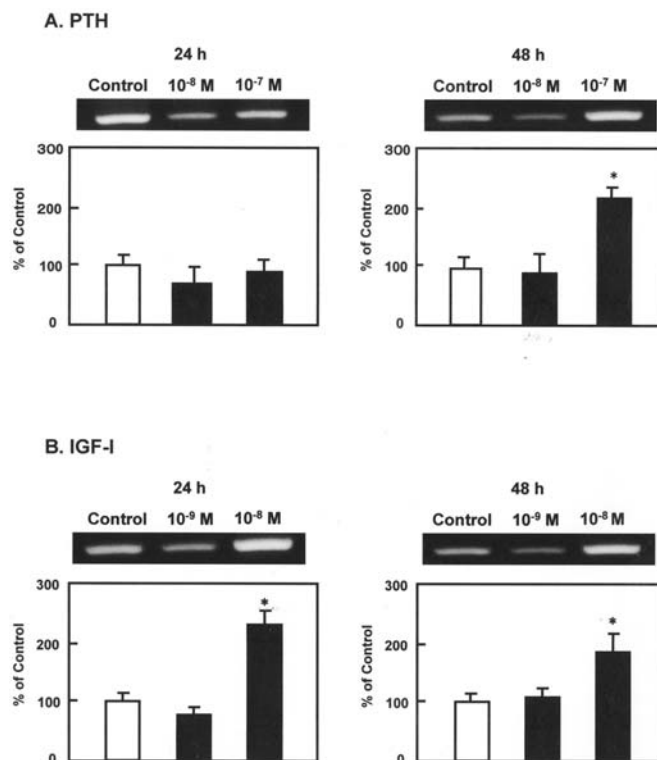 A. PTH
24 h
Control 10⁻⁸ M 10⁻⁷ M
300
200
100
0
% of Control
48 h
Control 10⁻⁸ M 10⁻⁷ M
300
200
100
0
% of Control
*
B. IGF-I
24 h
Control 10⁻⁹ M 10⁻⁸ M
300
200
100
0
% of Control
*
48 h
Control 10⁻⁹ M 10⁻⁸ M
300
200
100
0
% of Control
*